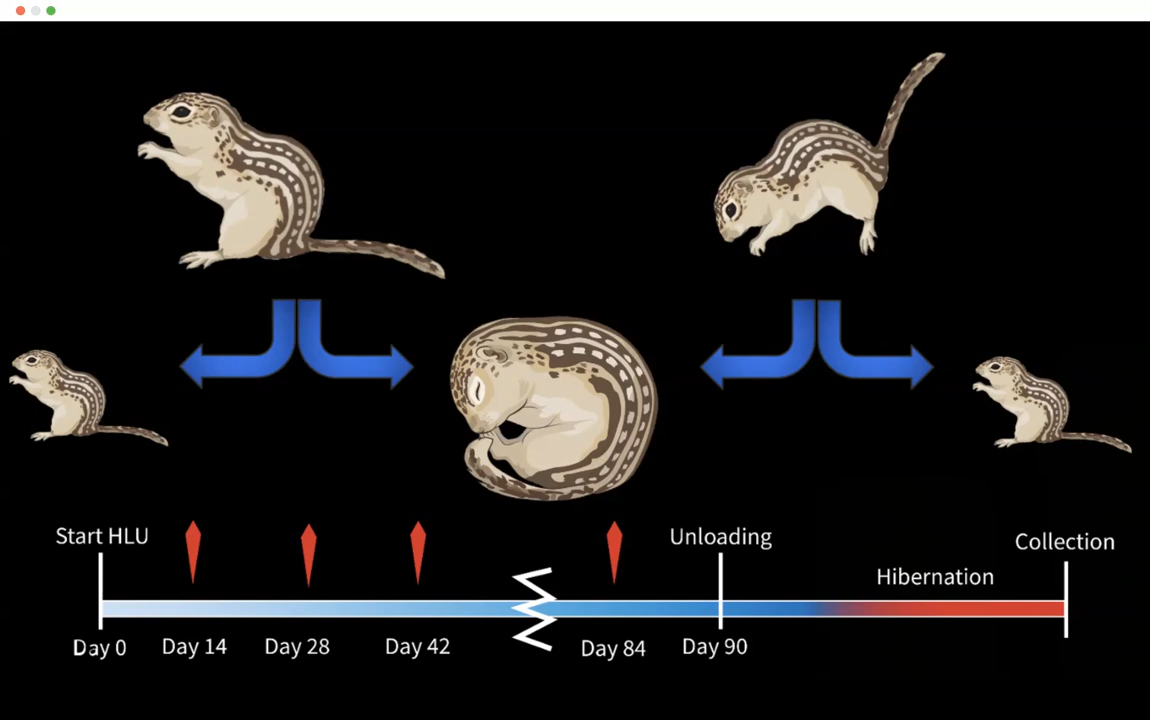 Start HLU
Unloading
Collection
Hibernation
Day 0
Day 14
Day 28
Day 42
Day 84
Day 90